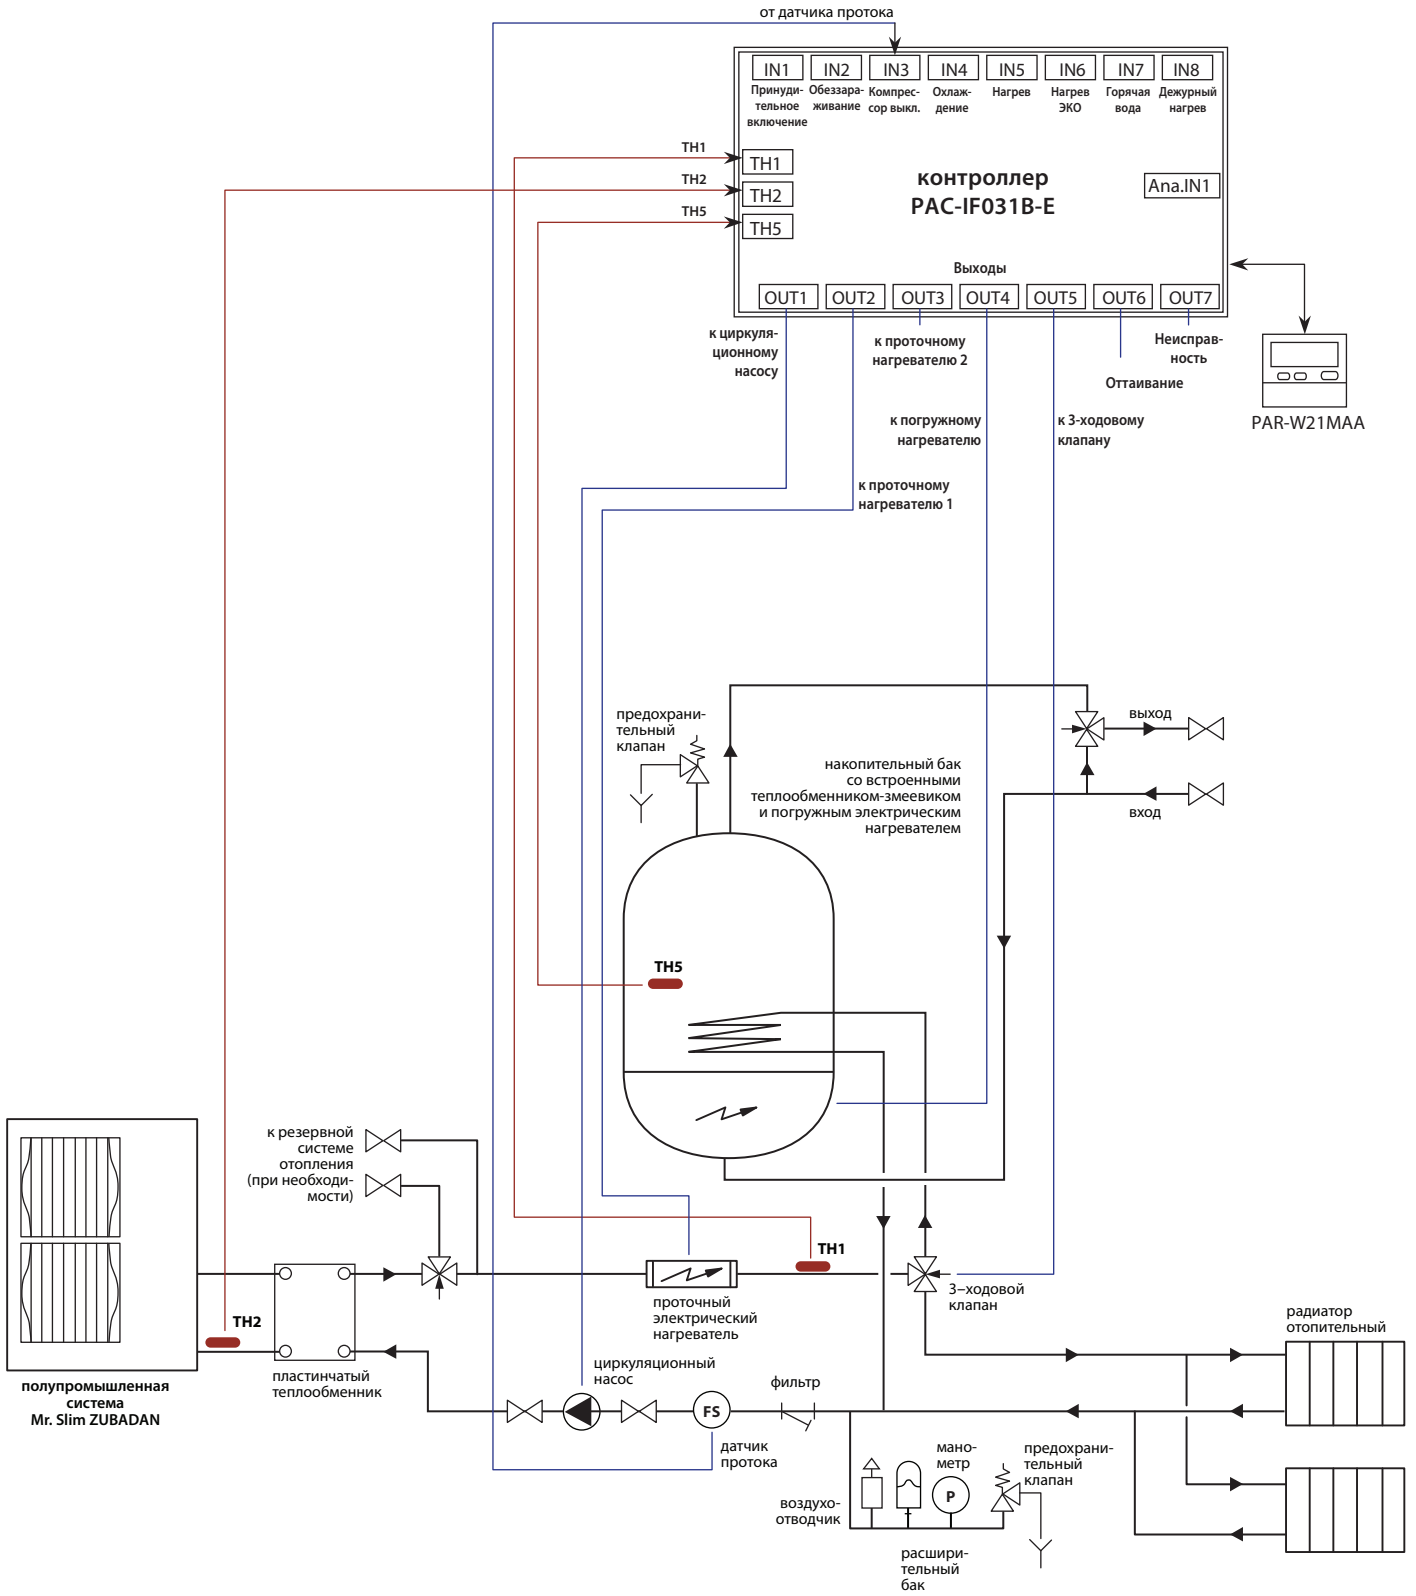 от датчика протока
IN1
IN2
IN3
IN4
IN5
IN6
IN7
IN8
Принуди-
тельное
включение
Обеззара-
живание
Компрес-
сор выкл.
Охлаж-
дение
Нагрев
Нагрев
ЭКО
Горячая
вода
Дежурный
нагрев
TH1
TH1
TH2
TH2
TH5
TH5
контроллер
PAC-IF031B-E
Ana.IN1
Выходы
OUT1
OUT2
OUT3
OUT4
OUT5
OUT6
OUT7
к циркуля-
ционному
насосу
к проточному
нагревателю 2
Неисправ-
ность
Оттаивание
PAR-W21MAA
к погружному
нагревателю
к 3-ходовому
клапану
к проточному
нагревателю 1
предохрани-
тельный
клапан
выход
вход
накопительный бак
со встроенными
теплообменником-змеевиком
и погружным электрическим
нагревателем
TH5
к резервной
системе
отопления
(при необходи-
мости)
TH1
TH2
проточный
электрический
нагреватель
3–ходовой
клапан
радиатор
отопительный
пластинчатый
теплообменник
полупромышленная
система
Mr. Slim ZUBADAN
циркуляционный
насос
фильтр
FS
датчик
протока
мано-
метр
P
предохрани-
тельный
клапан
воздухо-
отводчик
расшири-
тельный
бак